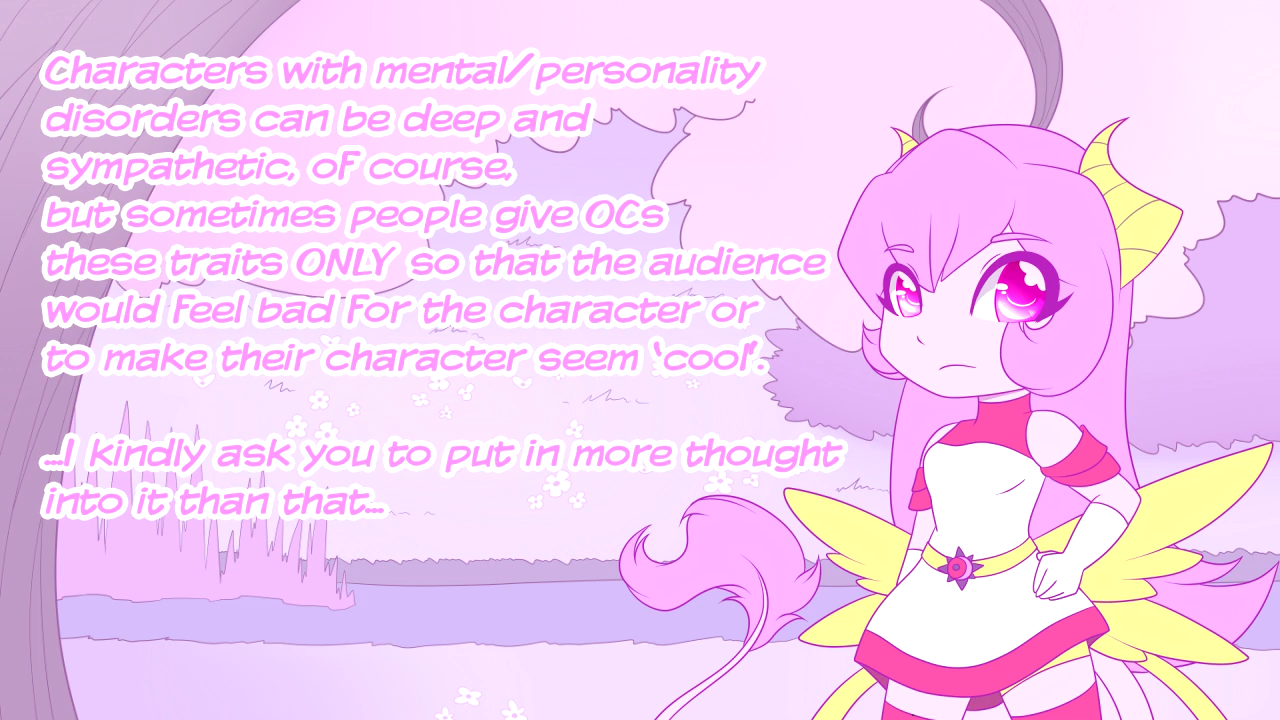 Characters with mental/personality
disorders can be deep and
sympathetic, of course,
but sometimes people give OCs
these traits ONLY so that the audience
would feel bad for the character or
to make their character seem 'cool'.
...I kindly ask you to put in more thought
into it than that...